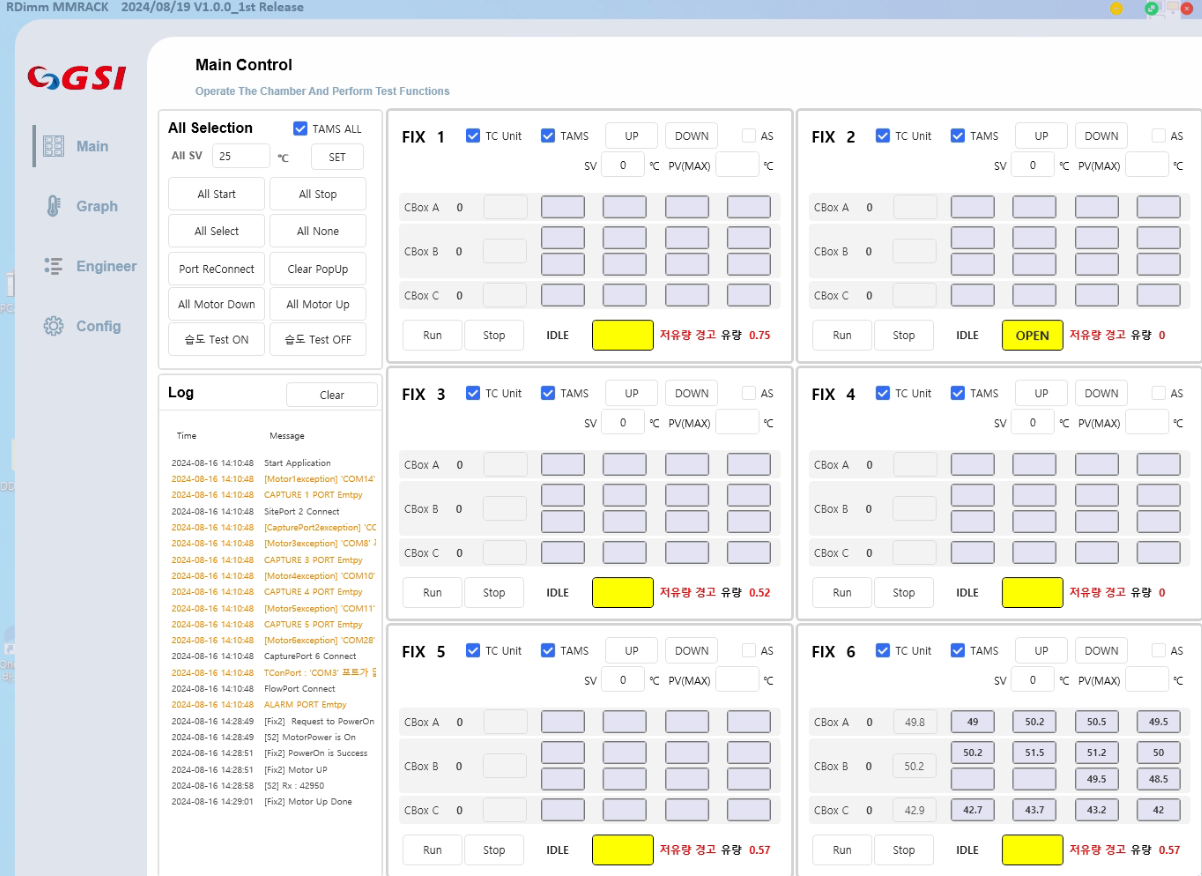 RDimm MMRACK 2024/08/19 V1.0.0_1st Release
GSI
Main
Graph
Engineer
Config
Main Control
Operate The Chamber And Perform Test Functions
All Selection TAMS ALL
All SV 25 ℃ SET
All Start All Stop
All Select All None
Port ReConnect Clear PopUp
All Motor Down All Motor Up
습도 Test ON 습도 Test OFF
Log Clear
Time Message
2024-08-16 14:10:48 Start Application
2024-08-16 14:10:48 [Motor1exception] 'COM14'
2024-08-16 14:10:48 CAPTURE 1 PORT Emtpy
2024-08-16 14:10:48 SitePort 2 Connect
2024-08-16 14:10:48 [CapturePort2exception] 'CC
2024-08-16 14:10:48 [Motor3exception] 'COM8'
2024-08-16 14:10:48 CAPTURE 3 PORT Emtpy
2024-08-16 14:10:48 [Motor4exception] 'COM10'
2024-08-16 14:10:48 CAPTURE 4 PORT Emtpy
2024-08-16 14:10:48 [Motor5exception] 'COM11'
2024-08-16 14:10:48 CAPTURE 5 PORT Emtpy
2024-08-16 14:10:48 [Motor6exception] 'COM28'
2024-08-16 14:10:48 CapturePort 6 Connect
2024-08-16 14:10:48 TConPort : 'COM3' 포트가
2024-08-16 14:10:48 FlowPort Connect
2024-08-16 14:10:48 ALARM PORT Emtpy
2024-08-16 14:28:49 [Fix2] Request to PowerOn
2024-08-16 14:28:49 [S2] MotorPower is On
2024-08-16 14:28:51 [Fix2] PowerOn is Success
2024-08-16 14:28:51 [Fix2] Motor UP
2024-08-16 14:28:58 [S2] Rx : 42950
2024-08-16 14:29:01 [Fix2] Motor Up Done
FIX 1 TC Unit TAMS UP DOWN AS
SV 0 ℃ PV(MAX) ℃
CBox A 0
CBox B 0
CBox C 0
Run Stop IDLE 저유량 경고 유량 0.75
FIX 2 TC Unit TAMS UP DOWN AS
SV 0 ℃ PV(MAX) ℃
CBox A 0
CBox B 0
CBox C 0
Run Stop IDLE OPEN 저유량 경고 유량 0
FIX 3 TC Unit TAMS UP DOWN AS
SV 0 ℃ PV(MAX) ℃
CBox A 0
CBox B 0
CBox C 0
Run Stop IDLE 저유량 경고 유량 0.52
FIX 4 TC Unit TAMS UP DOWN AS
SV 0 ℃ PV(MAX) ℃
CBox A 0
CBox B 0
CBox C 0
Run Stop IDLE 저유량 경고 유량 0
FIX 5 TC Unit TAMS UP DOWN AS
SV 0 ℃ PV(MAX) ℃
CBox A 0
CBox B 0
CBox C 0
Run Stop IDLE 저유량 경고 유량 0.57
FIX 6 TC Unit TAMS UP DOWN AS
SV 0 ℃ PV(MAX) ℃
CBox A 0 49.8 49 50.2 50.5 49.5
50.2 51.5 51.2 50
CBox B 0 50.2
49.5 48.5
CBox C 0 42.9 42.7 43.7 43.2 42
Run Stop IDLE 저유량 경고 유량 0.57